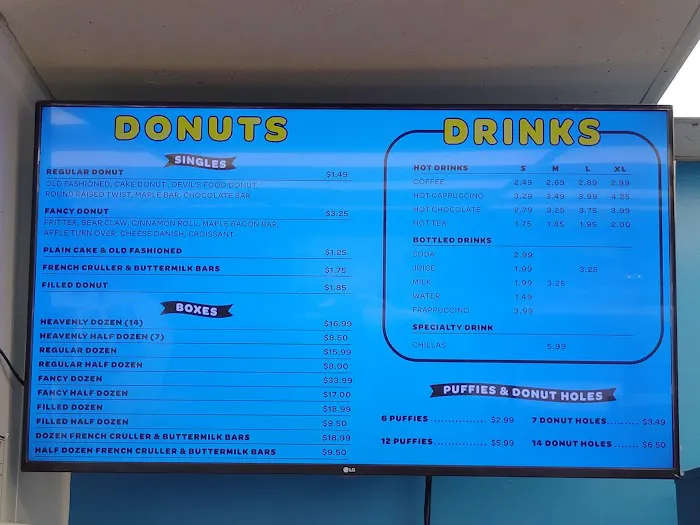 DONUTS
SINGLES
REGULAR DONUT $1.49
OLD FASHIONED, CAKE DONUT, DEVIL'S FOOD DONUT,
ROUND RAISED TWIST, MAPLE BAR, CHOCOLATE BAR
FANCY DONUT $3.25
FRITTER, BEAR CLAW, CINNAMON ROLL, MAPLE BACON BAR,
APPLE TURN OVER, CHEESE DANISH, CROISSANT
PLAIN CAKE & OLD FASHIONED $1.25
FRENCH CRULLER & BUTTERMILK BARS $1.75
FILLED DONUT $1.85
BOXES
HEAVENLY DOZEN (14) $16.99
HEAVENLY HALF DOZEN (7) $8.50
REGULAR DOZEN $15.99
REGULAR HALF DOZEN $8.00
FANCY DOZEN $33.99
FANCY HALF DOZEN $17.00
FILLED DOZEN $18.99
FILLED HALF DOZEN $9.50
DOZEN FRENCH CRULLER & BUTTERMILK BARS $18.99
HALF DOZEN FRENCH CRULLER & BUTTERMILK BARS $9.50
DRINKS
HOT DRINKS S M L XL
COFFEE 2.49 2.69 2.89 2.99
HOT CAPPUCCINO 3.29 3.49 3.99 4.25
HOT CHOCOLATE 2.79 3.25 3.75 3.99
HOT TEA 1.75 1.85 1.95 2.00
BOTTLED DRINKS
SODA 2.99
JUICE 1.99 3.25
MILK 1.99 3.25
WATER 1.49
FRAPPUCCINO 3.99
SPECIALTY DRINK
CHILLAS 5.99
PUFFIES & DONUT HOLES
6 PUFFIES ................ $2.99 7 DONUT HOLES......... $3.49
12 PUFFIES ............... $5.99 14 DONUT HOLES ....... $6.50
LG